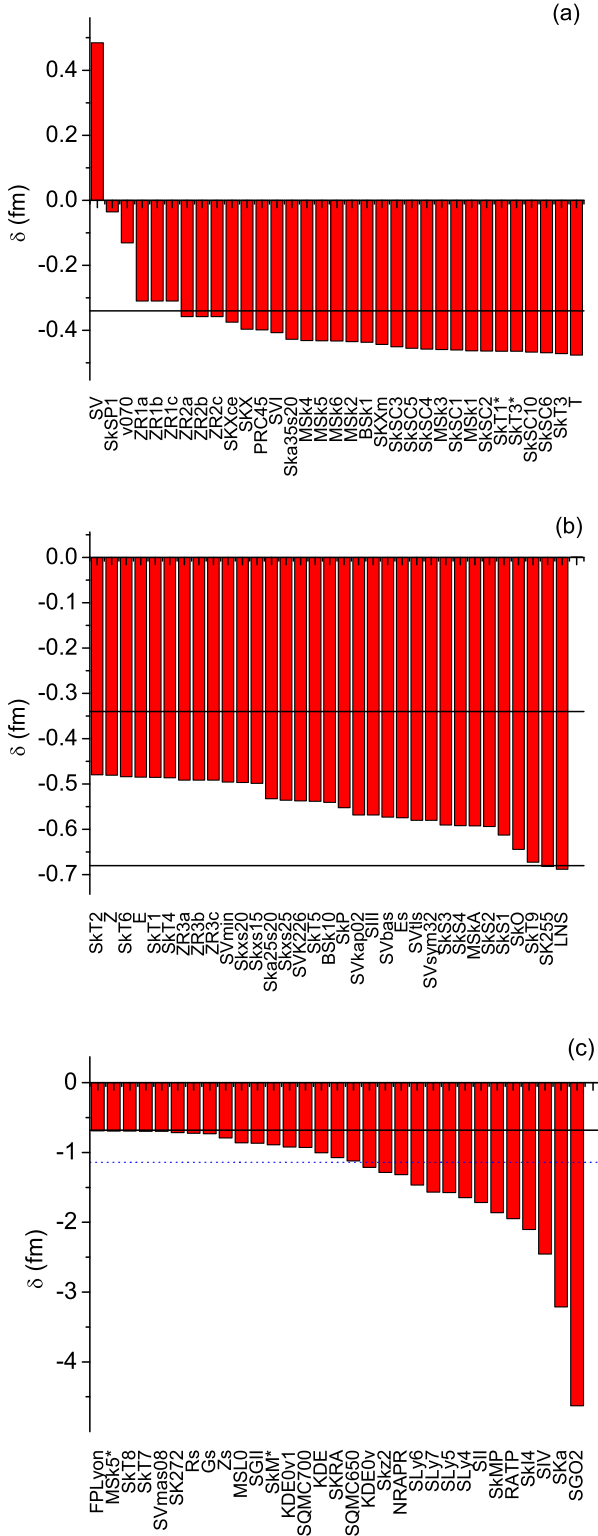 (a)
0.4
0.2
0.0
-0.2
-0.4
δ (fm)
SV
SkSP1
v070
ZR1a
ZR1b
ZR1c
ZR2a
ZR2b
ZR2c
SKXce
SKX
PRC45
SVI
Ska35s20
MSk4
MSk5
MSk6
MSk2
BSk1
SKXm
SkSC3
SkSC5
SkSC4
MSk3
SkSC1
MSk1
SkSC2
SkT1*
SkT3*
SkSC10
SkSC6
SkT3
T
(b)
0.0
-0.1
-0.2
-0.3
-0.4
-0.5
-0.6
-0.7
δ (fm)
SkT2
Z
SkT6
E
SkT1
SkT4
ZR3a
ZR3b
ZR3c
SVmin
Skxs20
Skxs15
Ska25s20
Skxs25
SVK226
SkT5
BSk10
SkP
SVkap02
SIII
SVbas
Es
SVtls
SVsym32
SkS3
SkS4
MSkA
SkS2
SkS1
SkO
SkT9
SK255
LNS
(c)
0
-1
-2
-3
-4
δ (fm)
FPLyon
MSk5*
SkT8
SkT7
SVmas08
SK272
Rs
Gs
Zs
MSL0
SGII
SkM*
KDE0v1
SQMC700
KDE
SKRA
SQMC650
KDE0v
Skz2
NRAPR
SLy6
SLy7
SLy5
SLy4
SII
SkMP
RATP
SkI4
SIV
SKa
SGO2